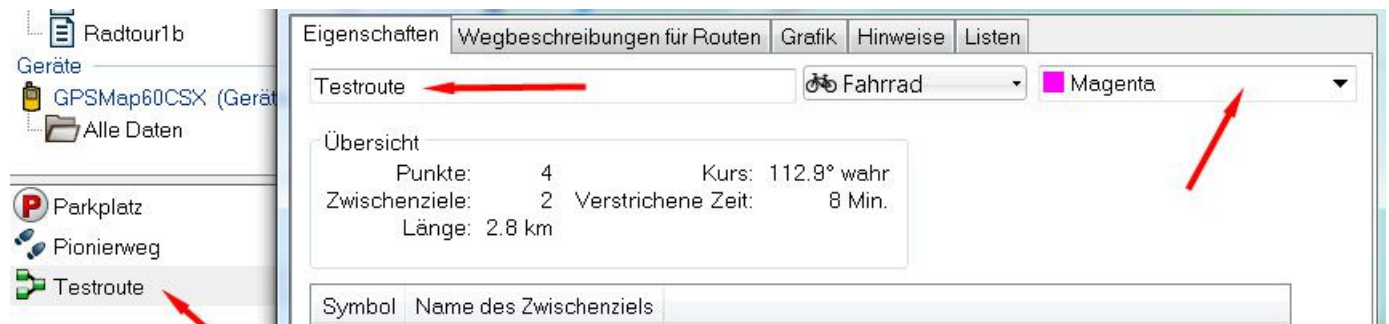 Radtour1b
Geräte
GPSMap60CSX (Gerät
Alle Daten
P Parkplatz
Pionierweg
Testroute
Eigenschaften Wegbeschreibungen für Routen Grafik Hinweise Listen
Testroute Fahrrad Magenta
Übersicht
Punkte: 4 Kurs: 112.9° wahr
Zwischenziele: 2 Verstrichene Zeit: 8 Min.
Länge: 2.8 km
Symbol Name des Zwischenziels